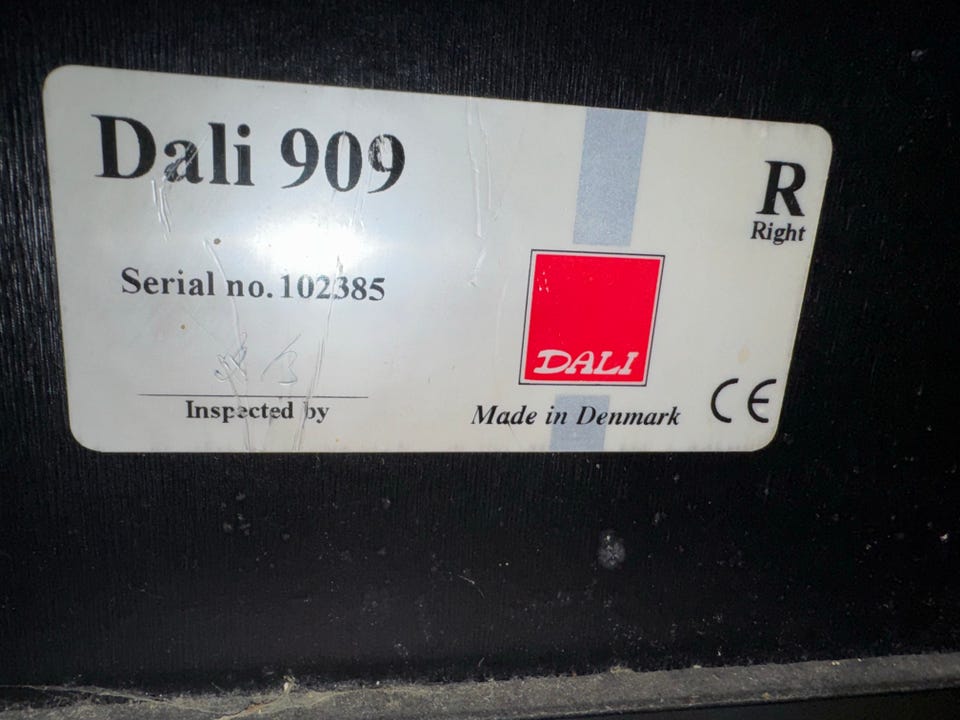 Dali 909
R
Right
Serial no. 102385
DALI
Inspected by
Made in Denmark
CE